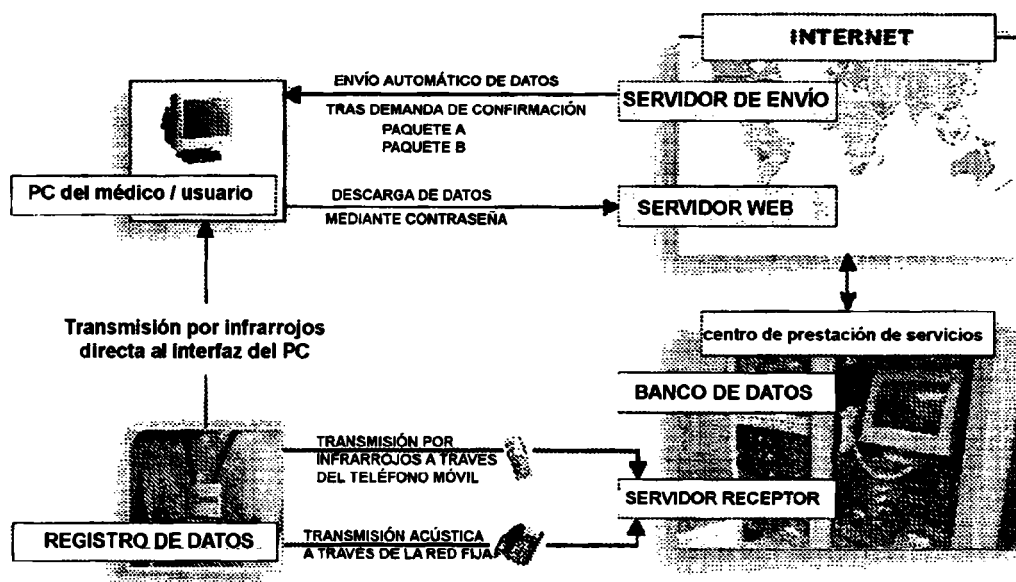 INTERNET
ENVÍO AUTOMÁTICO DE DATOS
SERVIDOR DE ENVÍO
TRAS DEMANDA DE CONFIRMACIÓN
PAQUETE A
PAQUETE B
PC del médico / usuario
DESCARGA DE DATOS
MEDIANTE CONTRASEÑA
SERVIDOR WEB
Transmisión por infrarrojos
directa al interfaz del PC
centro de prestación de servicios
BANCO DE DATOS
TRANSMISIÓN POR
INFRARROJOS A TRAVÉS
DEL TELÉFONO MÓVIL
SERVIDOR RECEPTOR
REGISTRO DE DATOS
TRANSMISIÓN ACÚSTICA
A TRAVÉS DE LA RED FIJA